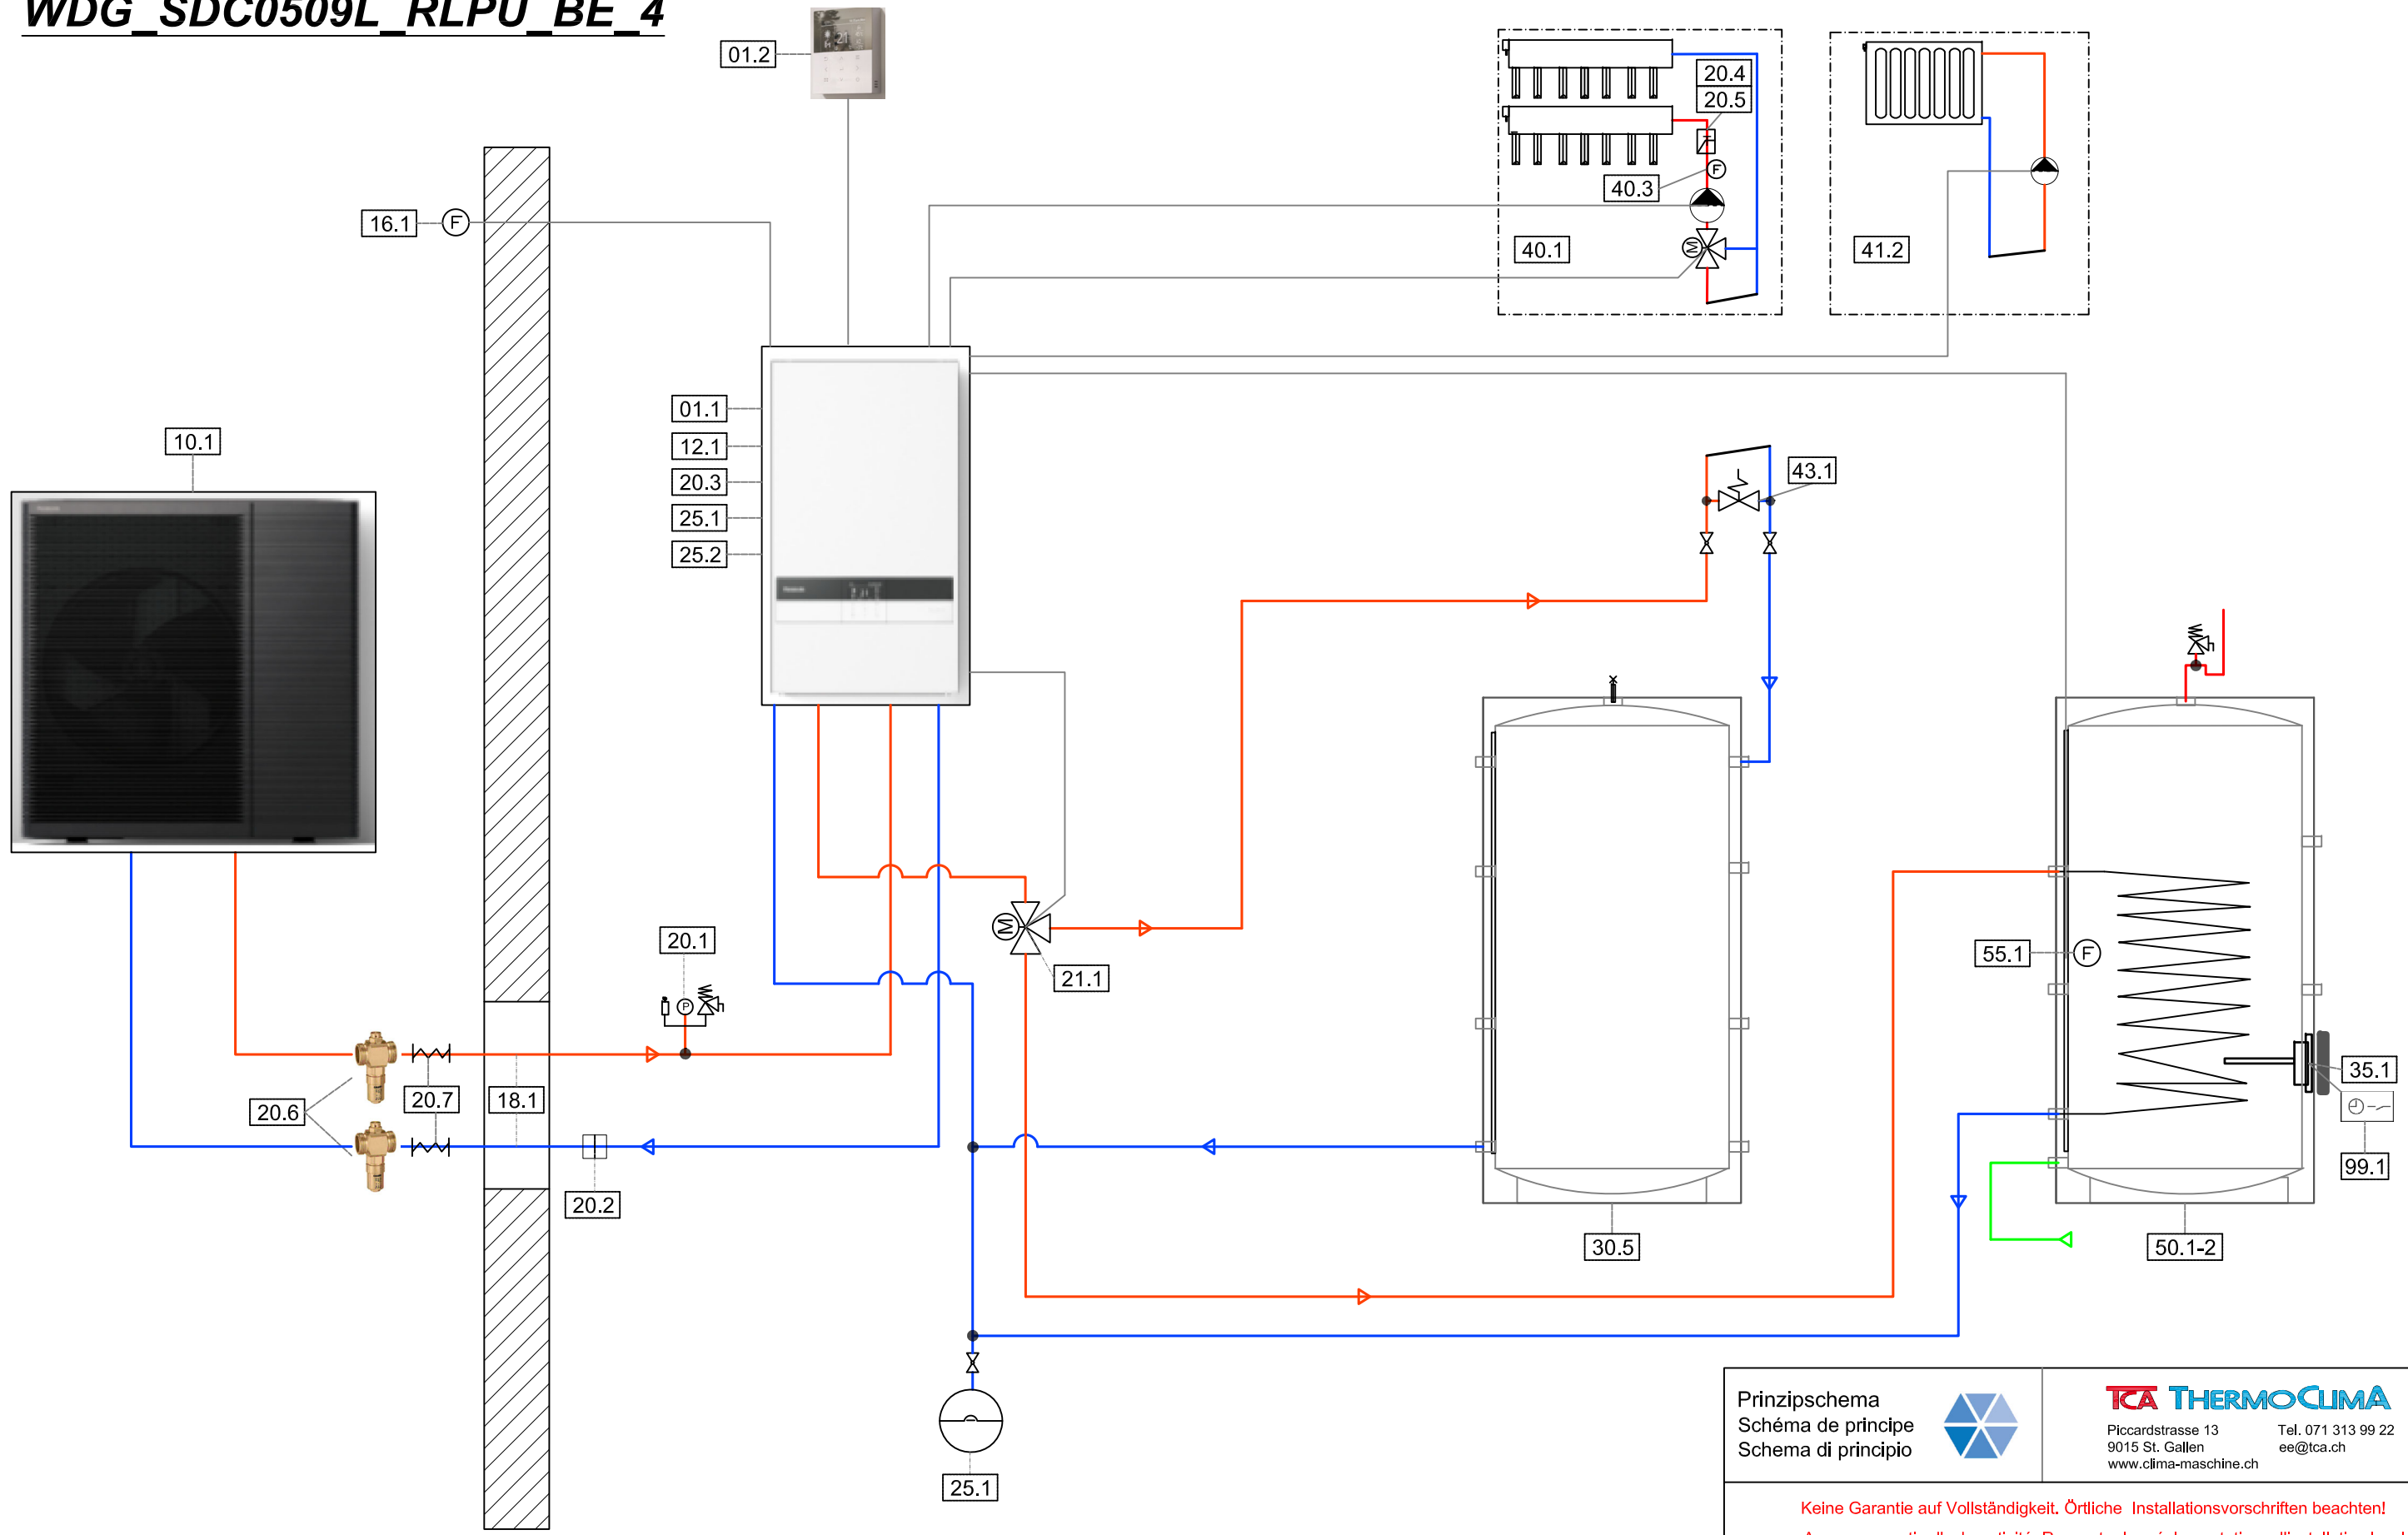 WDG_SDC0509L_RLPU_BE_4
01.2
20.4
20.5
40.3
F
40.1
M
41.2
16.1
F
01.1
12.1
20.3
25.1
25.2
10.1
43.1
20.1
P
M
21.1
55.1
F
20.6
20.7
18.1
20.2
35.1
99.1
30.5
50.1-2
25.1
Prinzipschema
Schéma de principe
Schema di principio
TCA THERMOCLIMA
Piccardstrasse 13
9015 St. Gallen
www.clima-maschine.ch
Tel. 071 313 99 22
ee@tca.ch
Keine Garantie auf Vollständigkeit. Örtliche Installationsvorschriften beachten!